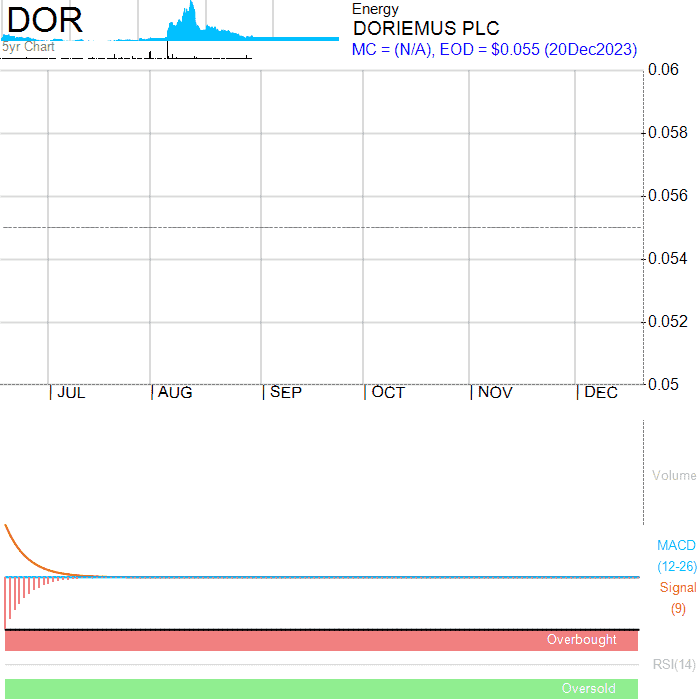 DOR
5yr Chart
Energy
DORIEMUS PLC
MC = (N/A), EOD = $0.055 (20Dec2023)
0.06
0.058
0.056
0.054
0.052
0.05
JUL AUG SEP OCT NOV DEC
Volume
MACD
(12-26)
Signal
(9)
Overbought
RSI(14)
Oversold